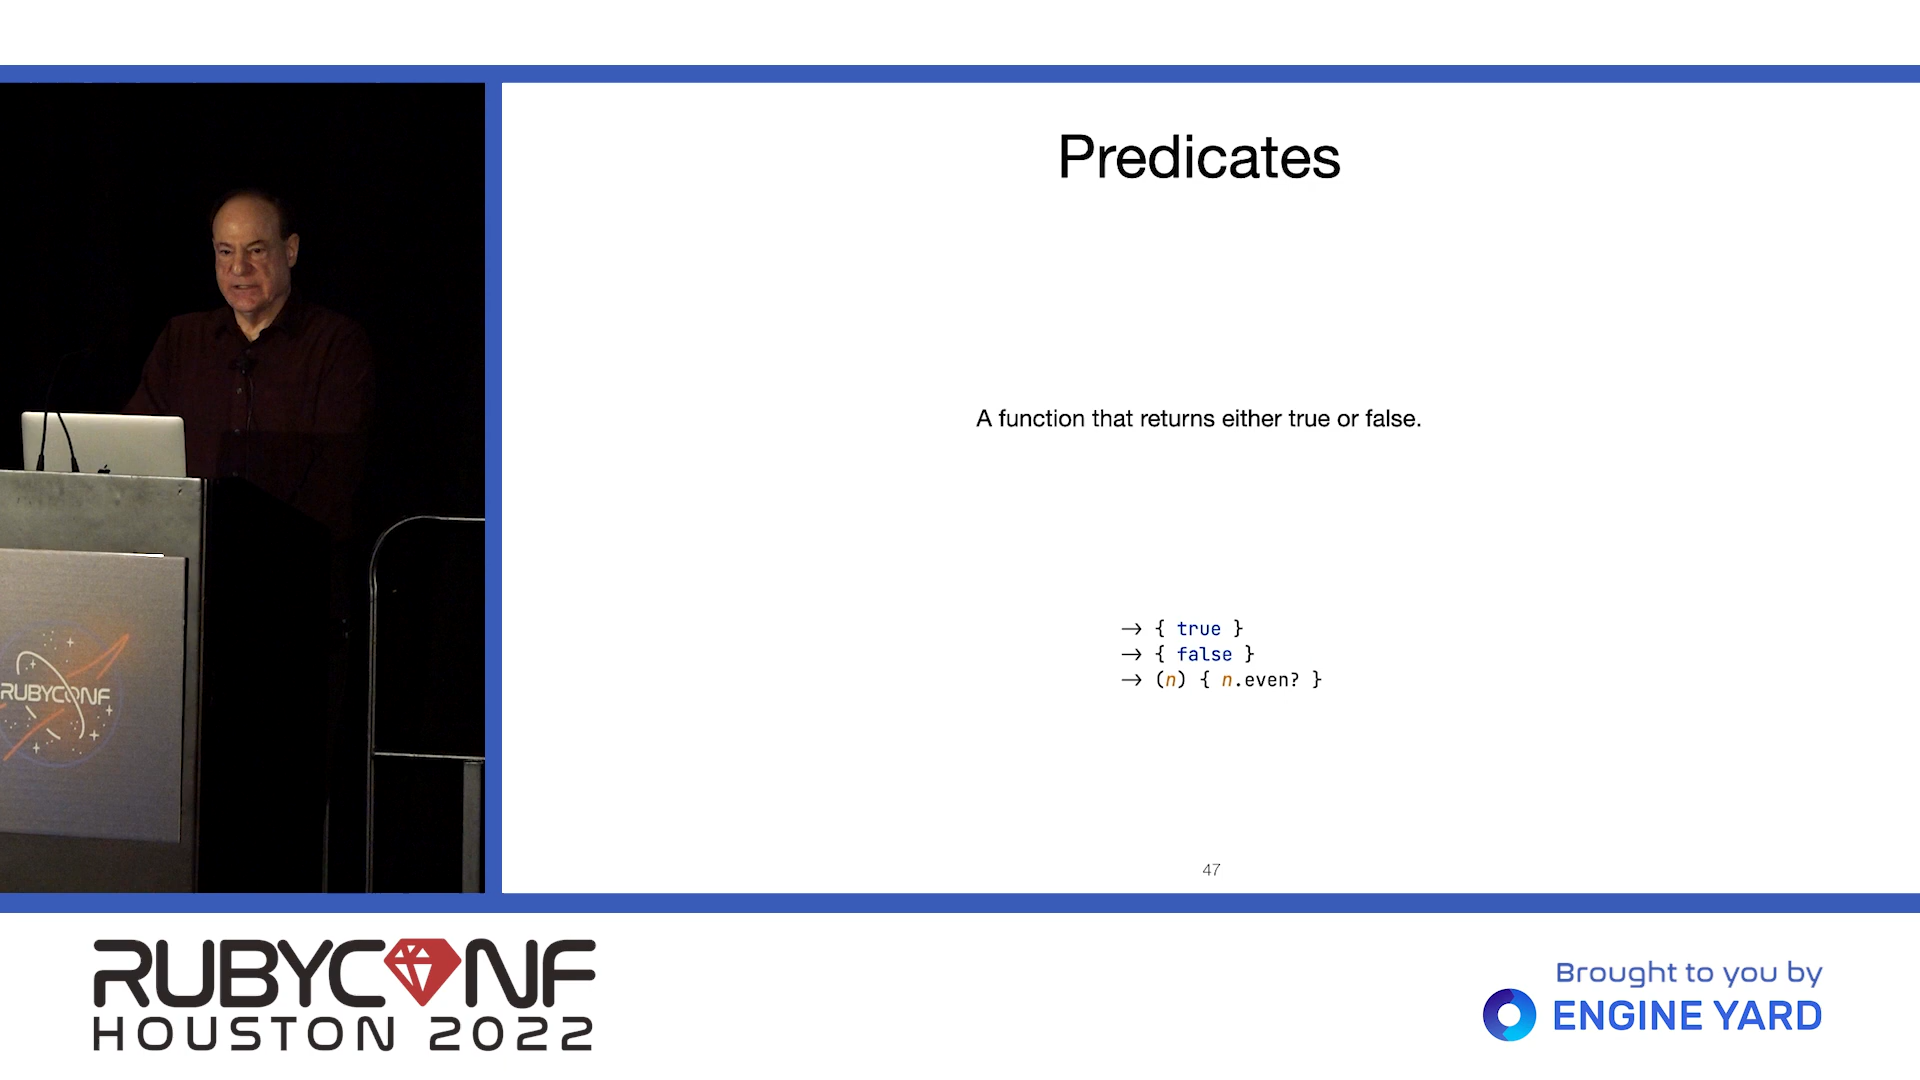 Predicates
A function that returns either true or false.
→ { true }
→ { false }
→ (n) { n.even? }
47
RUBYCONF
RUBYCONF
HOUSTON 2022
Brought to you by
ENGINE YARD